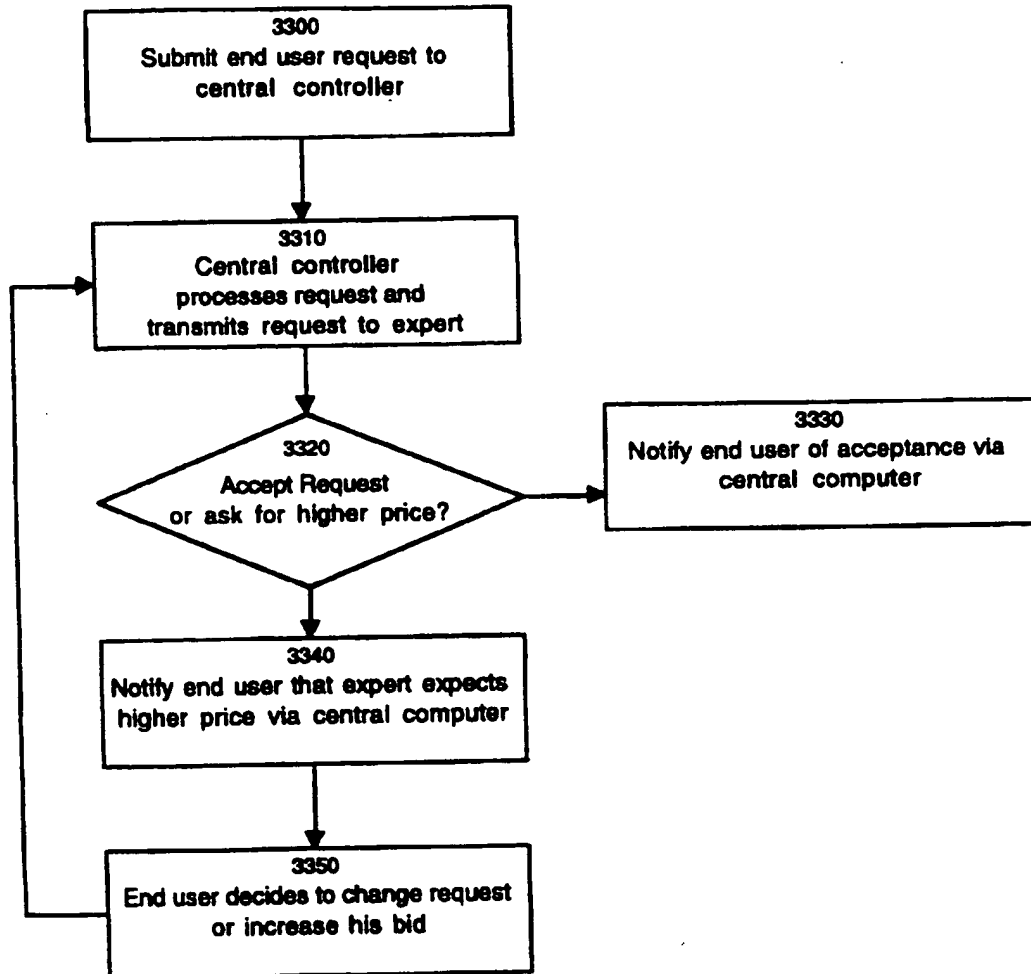 3300
Submit end user request to
central controller
3310
Central controller
processes request and
transmits request to expert
3320
Accept Request
or ask for higher price?
3330
Notify end user of acceptance via
central computer
3340
Notify end user that expert expects
higher price via central computer
3350
End user decides to change request
or increase his bid